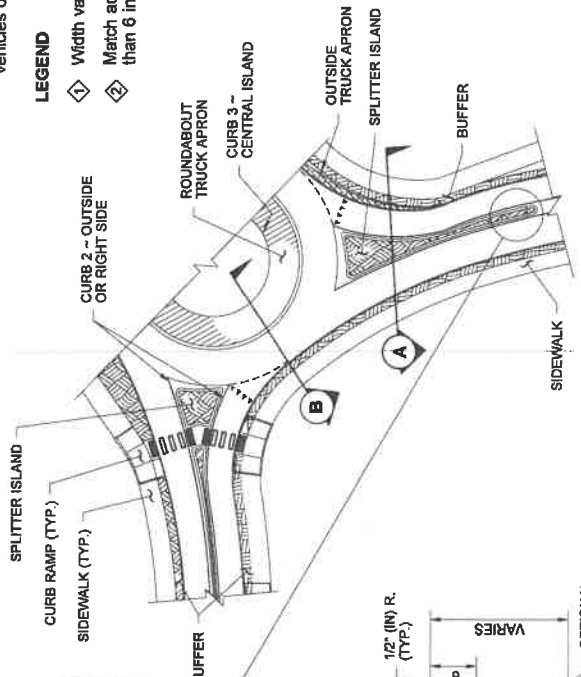 vehicles o
LEGEND
1 Width va
2 Match ad
than 6 in
SPLITTER ISLAND
CURB RAMP (TYP.)
SIDEWALK (TYP.)
CURB 2 ~ OUTSIDE
OR RIGHT SIDE
ROUNDABOUT
TRUCK APRON
CURB 3 ~
CENTRAL ISLAND
OUTSIDE
TRUCK APRON
SPLITTER ISLAND
BUFFER
UFFER
B
A
SIDEWALK
1/2" (IN) R.
(TYP.)
VARIES